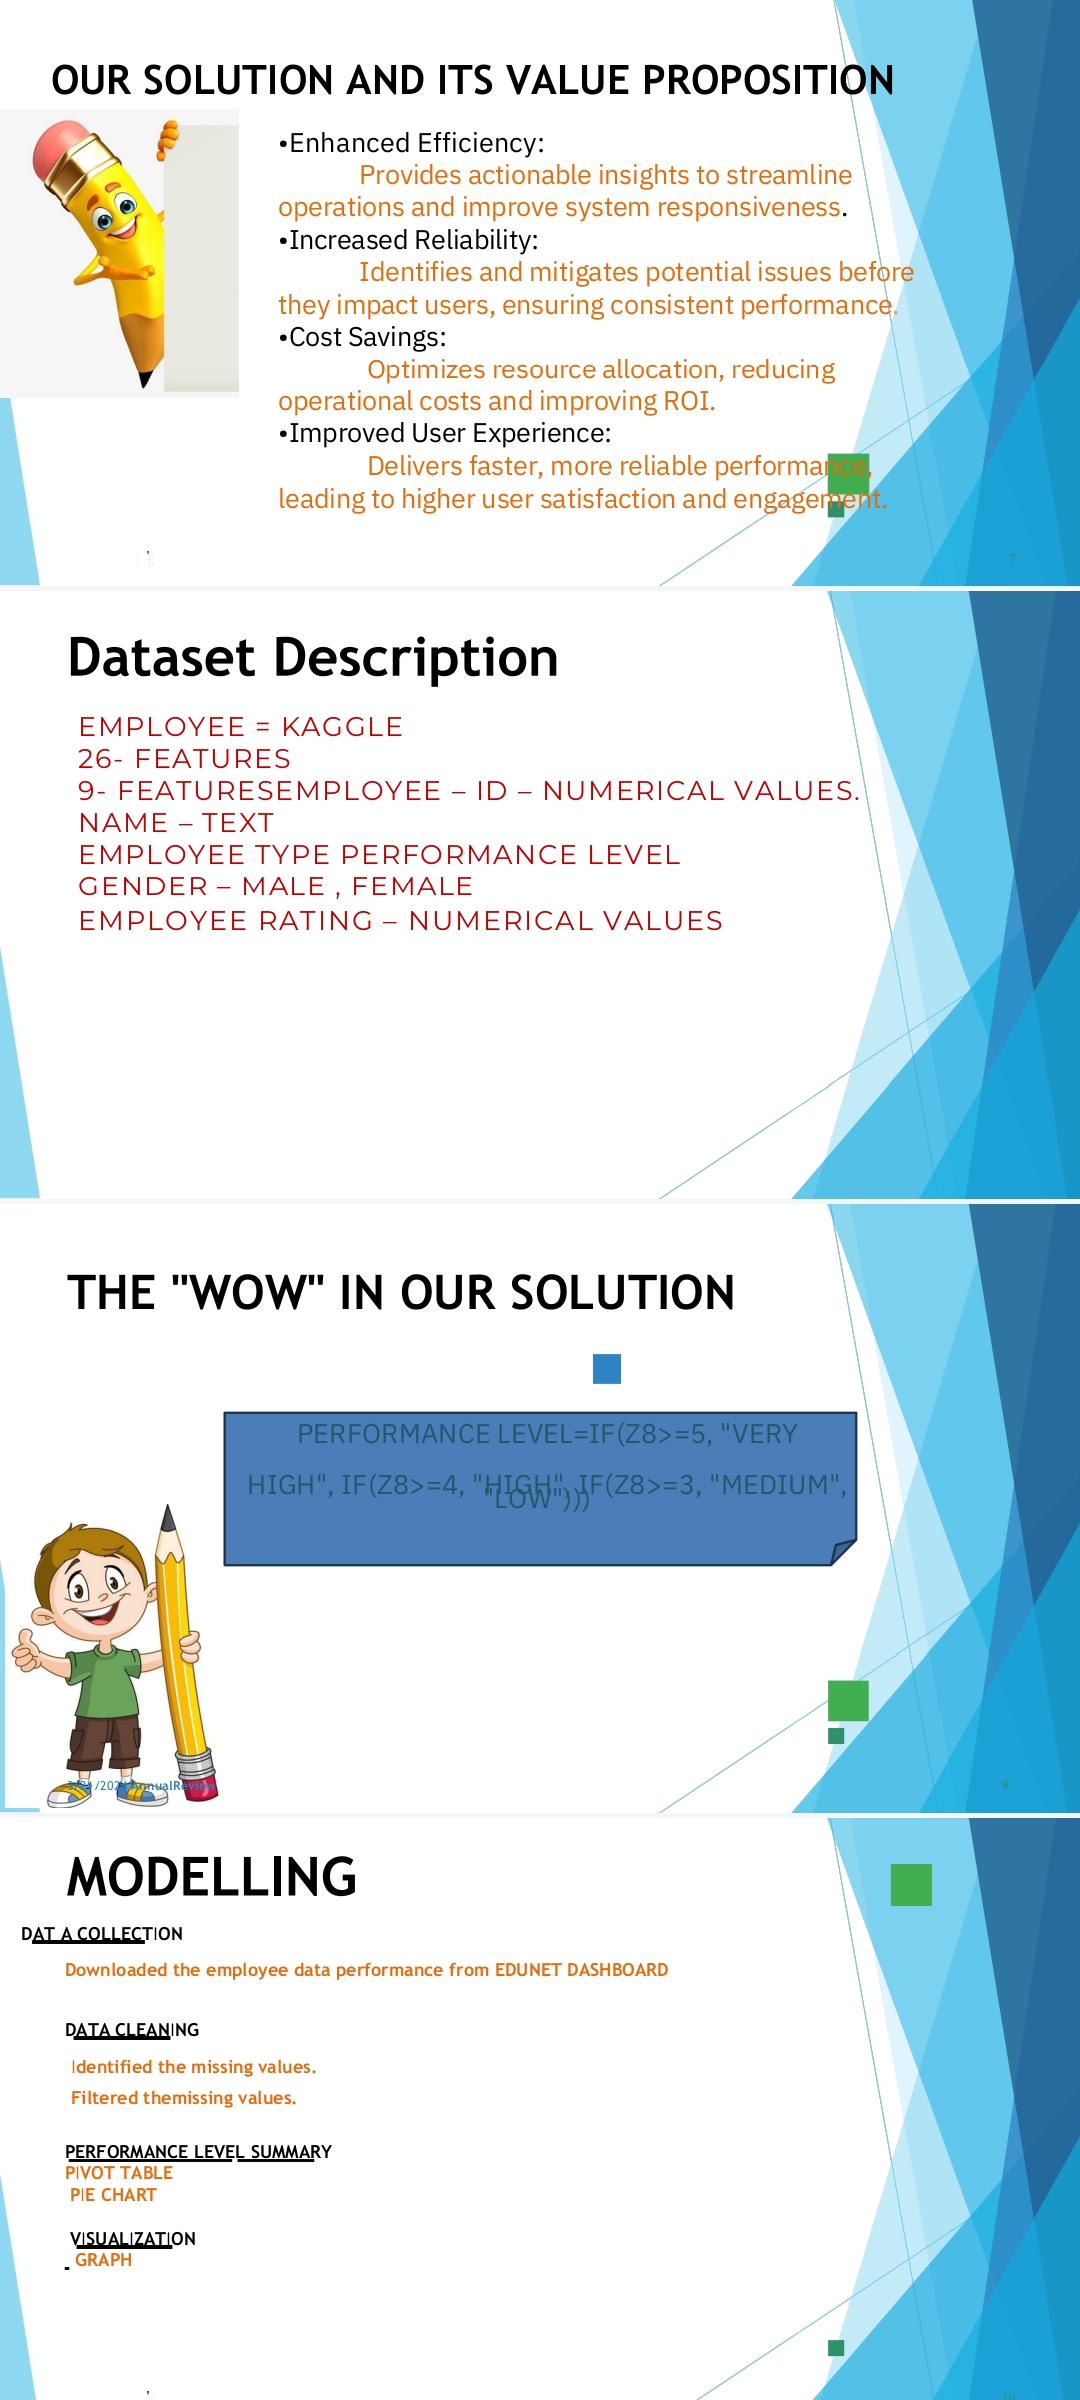 OUR SOLUTION AND ITS VALUE PROPOSITION
•Enhanced Efficiency:
Provides actionable insights to streamline
operations and improve system responsiveness.
•Increased Reliability:
Identifies and mitigates potential issues before
they impact users, ensuring consistent performance.
•Cost Savings:
Optimizes resource allocation, reducing
operational costs and improving ROI.
•Improved User Experience:
Delivers faster, more reliable performance,
leading to higher user satisfaction and engagement.
7
Dataset Description
EMPLOYEE = KAGGLE
26- FEATURES
9- FEATURESEMPLOYEE – ID – NUMERICAL VALUES.
NAME – TEXT
EMPLOYEE TYPE PERFORMANCE LEVEL
GENDER – MALE , FEMALE
EMPLOYEE RATING – NUMERICAL VALUES
THE "WOW" IN OUR SOLUTION
PERFORMANCE LEVEL=IF(Z8>=5, "VERY
HIGH", IF(Z8>=4, "HIGH", IF(Z8>=3, "MEDIUM",
"LOW")))
AnnualReview
9
MODELLING
DAT A COLLECTION
Downloaded the employee data performance from EDUNET DASHBOARD
DATA CLEANING
Identified the missing values.
Filtered themissing values.
PERFORMANCE LEVEL SUMMARY
PIVOT TABLE
PIE CHART
VISUALIZATION
- GRAPH
10